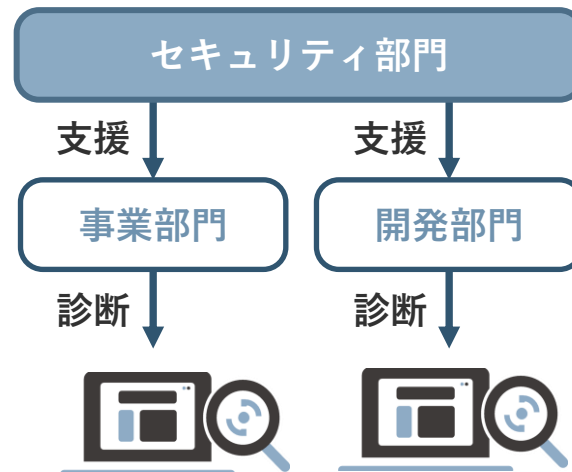 セキュリティ部門
支援 支援
事業部門 開発部門
診断 診断